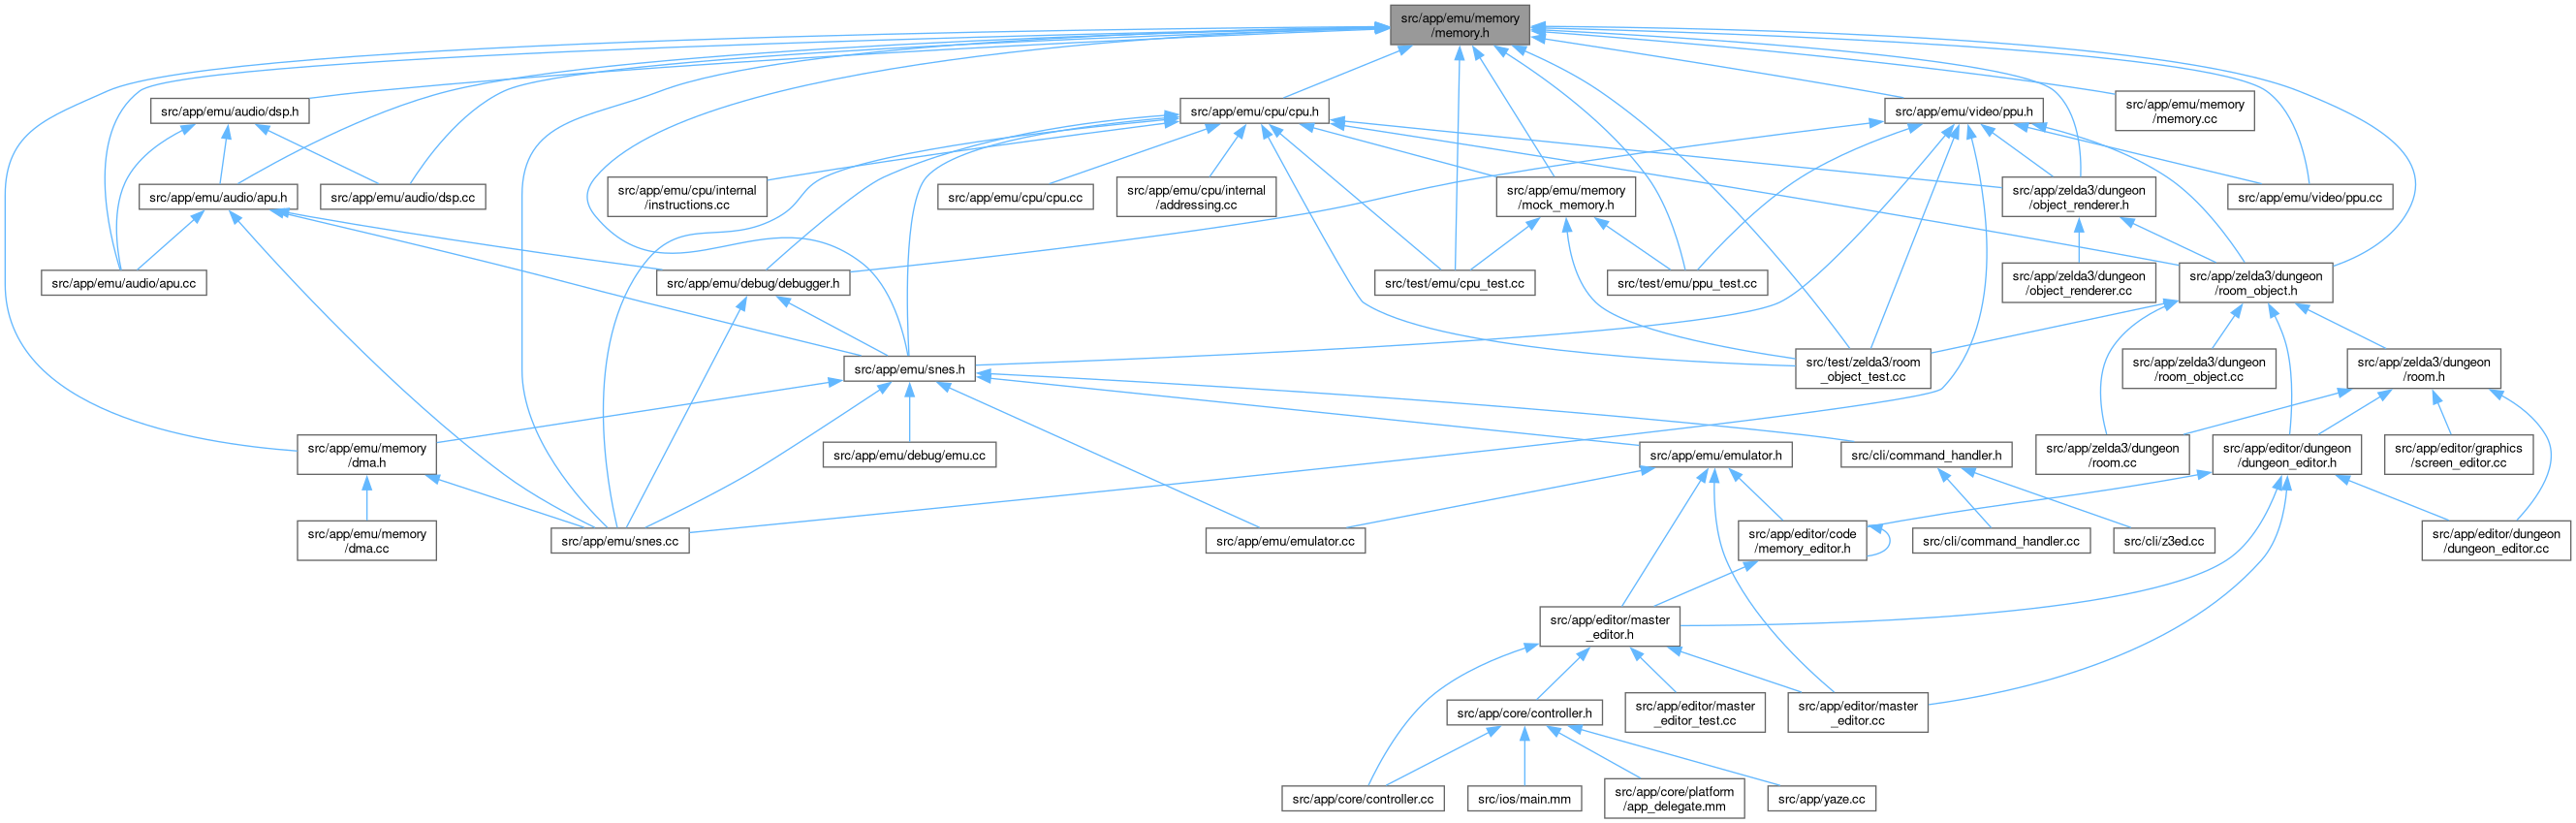 src/app/emu/memory
/memory.h
src/app/emu/audio/dsp.h
src/app/emu/cpu/cpu.h
src/app/emu/video/ppu.h
src/app/emu/memory
/memory.cc
src/app/emu/audio/apu.h
src/app/emu/audio/dsp.cc
src/app/emu/cpu/internal
/instructions.cc
src/app/emu/cpu/cpu.cc
src/app/emu/cpu/internal
/addressing.cc
src/app/emu/memory
/mock_memory.h
src/app/zelda3/dungeon
/object_renderer.h
src/app/emu/video/ppu.cc
src/app/emu/audio/apu.cc
src/app/emu/debug/debugger.h
src/test/emu/cpu_test.cc
src/test/emu/ppu_test.cc
src/app/zelda3/dungeon
/object_renderer.cc
src/app/zelda3/dungeon
/room_object.h
src/app/emu/snes.h
src/test/zelda3/room
_object_test.cc
src/app/zelda3/dungeon
/room_object.cc
src/app/zelda3/dungeon
/room.h
src/app/emu/memory
/dma.h
src/app/emu/debug/emu.cc
src/app/emu/emulator.h
src/cli/command_handler.h
src/app/zelda3/dungeon
/room.cc
src/app/editor/dungeon
/dungeon_editor.h
src/app/editor/graphics
/screen_editor.cc
src/app/emu/memory
/dma.cc
src/app/emu/snes.cc
src/app/emu/emulator.cc
src/app/editor/code
/memory_editor.h
src/cli/command_handler.cc
src/cli/z3ed.cc
src/app/editor/dungeon
/dungeon_editor.cc
src/app/editor/master
_editor.h
src/app/core/controller.h
src/app/editor/master
_editor_test.cc
src/app/editor/master
_editor.cc
src/app/core/controller.cc
src/ios/main.mm
src/app/core/platform
/app_delegate.mm
src/app/yaze.cc